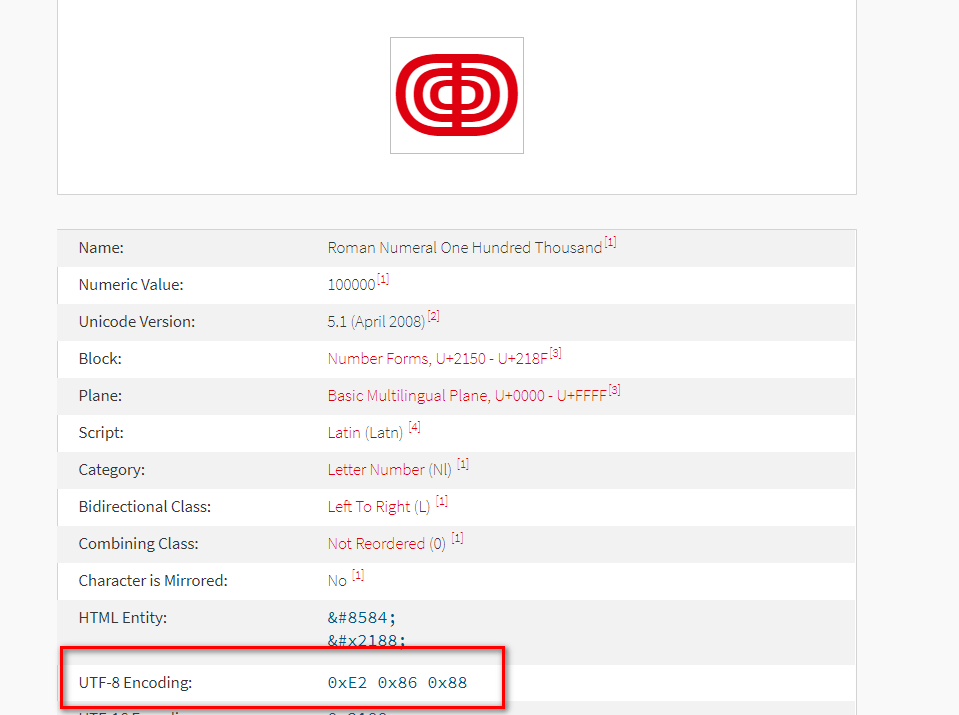 ↈ
Name: Roman Numeral One Hundred Thousand[1]
Numeric Value: 100000[1]
Unicode Version: 5.1 (April 2008)[2]
Block: Number Forms, U+2150 - U+218F[3]
Plane: Basic Multilingual Plane, U+0000 - U+FFFF[3]
Script: Latin (Latn) [4]
Category: Letter Number (Nl) [1]
Bidirectional Class: Left To Right (L) [1]
Combining Class: Not Reordered (0) [1]
Character is Mirrored: No [1]
HTML Entity: &#8584;
&#x2188;
UTF-8 Encoding: 0xE2 0x86 0x88